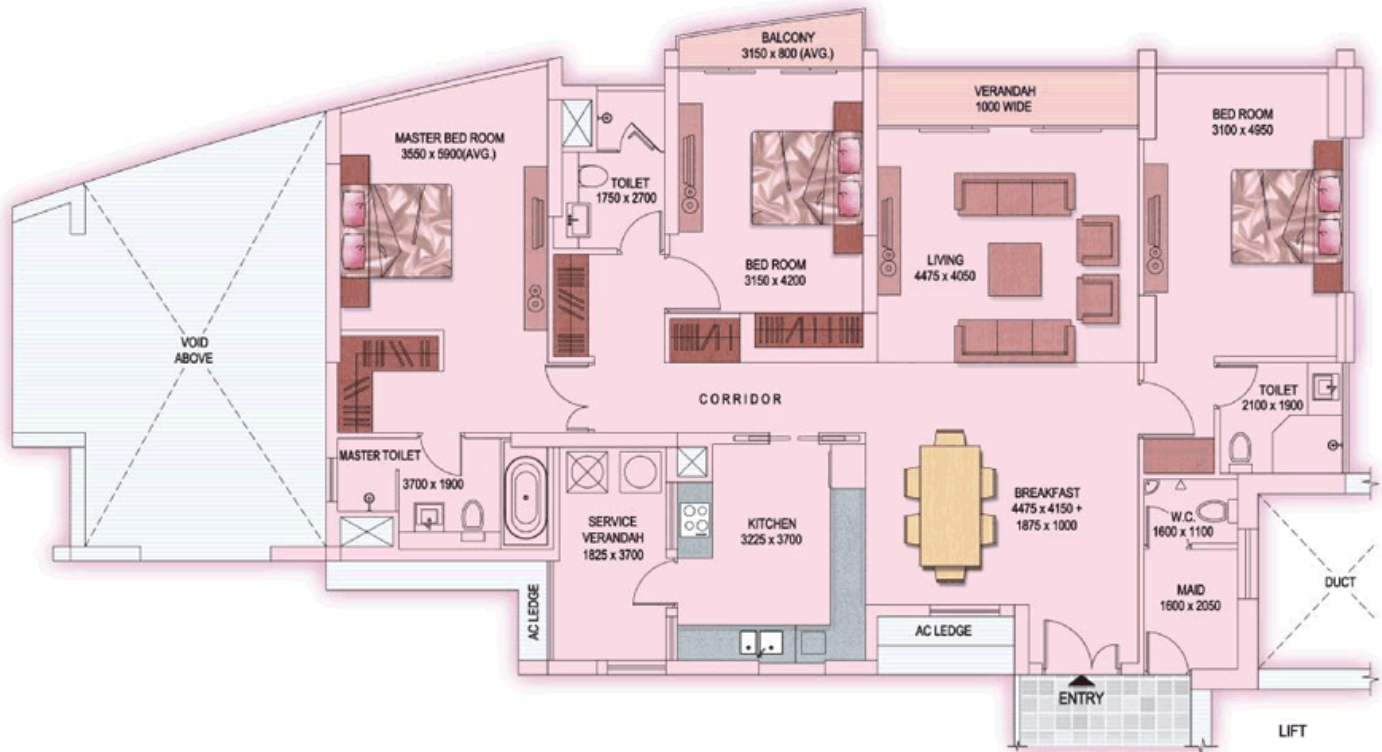 BALCONY
3150 x 800 (AVG.)
VERANDAH
1000 WIDE
BED ROOM
3100 x 4950
MASTER BED ROOM
3550 x 5900(AVG.)
TOILET
1750 x 2700
BED ROOM
3150 x 4200
LIVING
4475 x 4050
VOID
ABOVE
CORRIDOR
TOILET
2100 x 1900
MASTER TOILET
3700 x 1900
SERVICE
VERANDAH
1825 x 3700
KITCHEN
3225 x 3700
BREAKFAST
4475 x 4150 +
1875 x 1000
W.C.
1600 x 1100
MAID
1600 x 2050
DUCT
AC LEDGE
AC LEDGE
ENTRY
LIFT